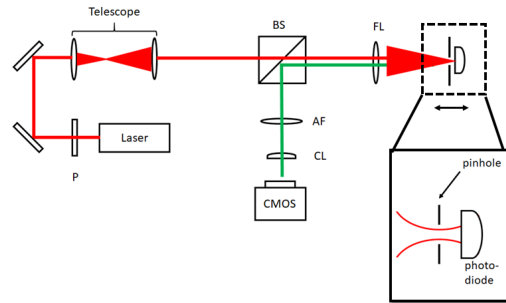 Telescope
BS
FL
AF
Laser
P
CL
CMOS
pinhole
photo-
diode